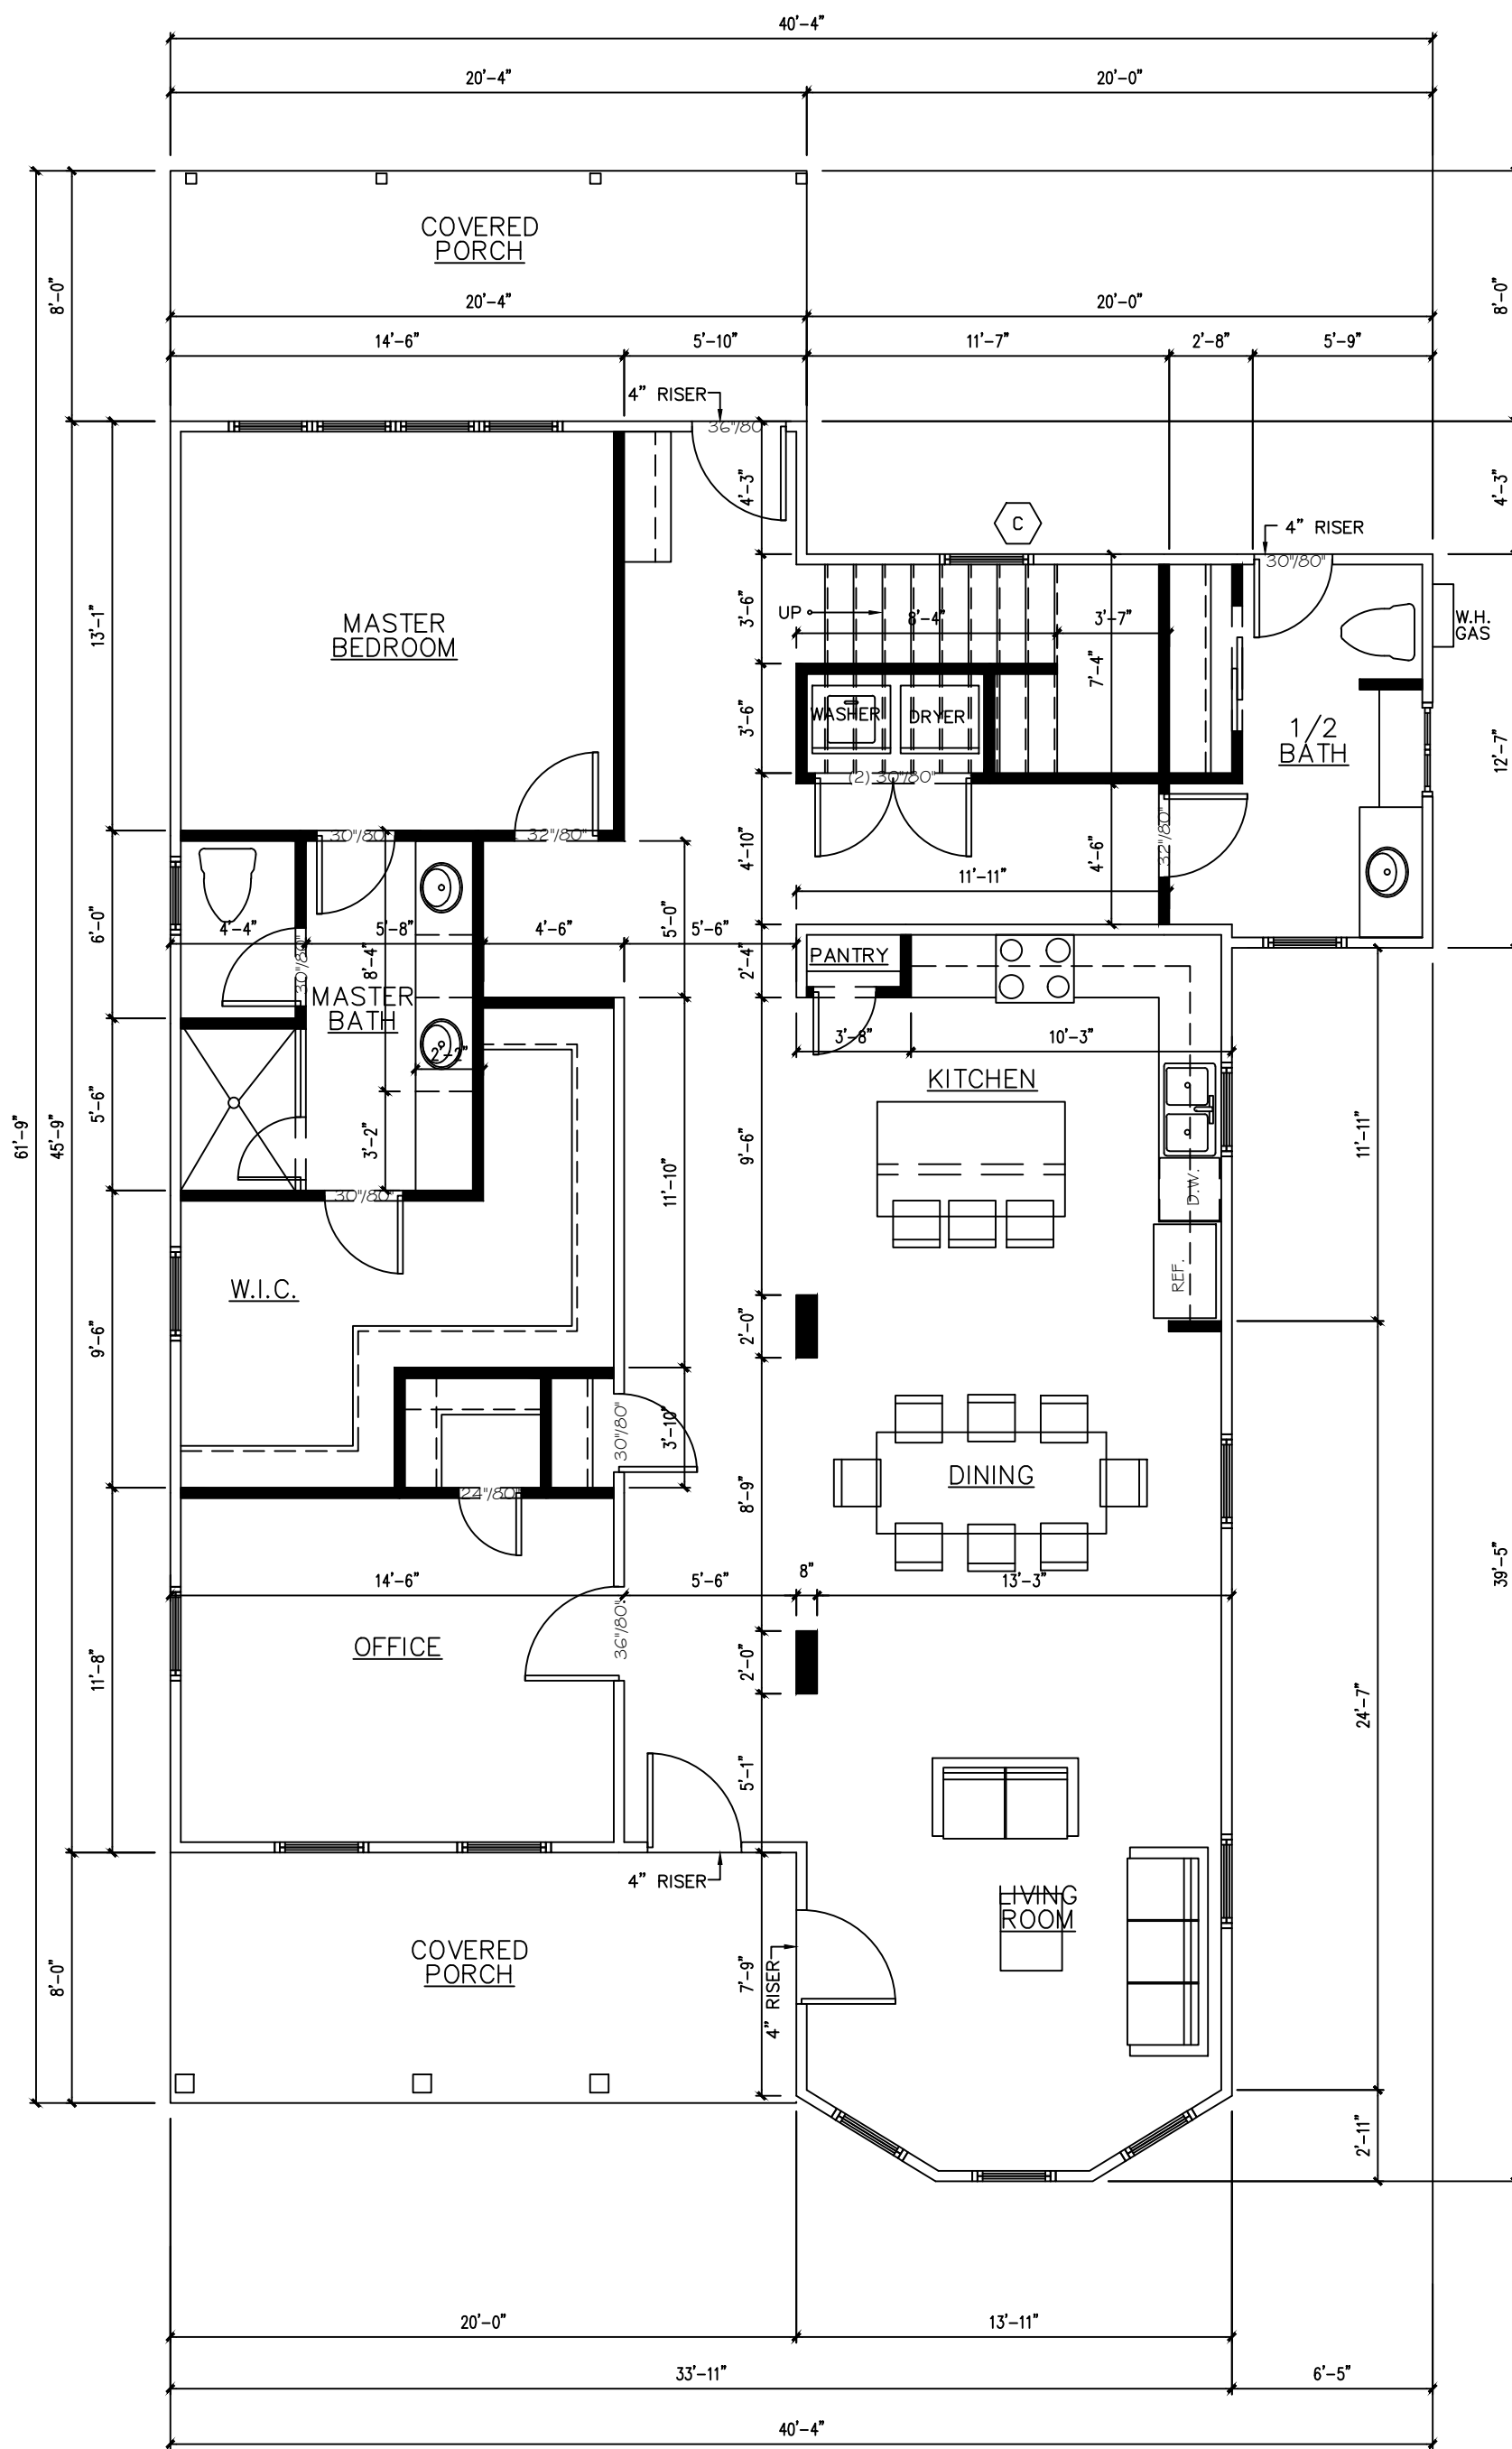 40'-4"
20'-4"
20'-0"
COVERED
PORCH
8'-0"
8'-0"
20'-4"
20'-0"
14'-6"
5'-10"
11'-7"
2'-8"
5'-9"
4" RISER
36"/80
4'-3"
4'-3"
C
4" RISER
30"/80"
UP
8'-4"
3'-7"
3'-6"
W.H.
GAS
13'-1"
MASTER
BEDROOM
7'-4"
3'-6"
WASHER
DRYER
1/2
BATH
12'-7"
(2) 30"/80"
30"/80"
32"/80"
32"/80"
4'-10"
4'-6"
11'-11"
6'-0"
4'-4"
5'-8"
4'-6"
5'-6"
5'-0"
8'-4"
30"/80"
2'-4"
PANTRY
MASTER
BATH
2'-2"
3'-8"
10'-3"
KITCHEN
61'-9"
45'-9"
5'-6"
3'-2"
11'-10"
9'-6"
11'-11"
D.W.
30"/80"
REF.
W.I.C.
9'-6"
2'-0"
30"/80"
3'-10"
DINING
24"/80"
8'-9"
39'-5"
14'-6"
5'-6"
8"
13'-3"
36"/80"
OFFICE
11'-8"
2'-0"
24'-7"
5'-1"
4" RISER
LIVING
ROOM
COVERED
PORCH
8'-0"
7'-9"
4" RISER
2'-11"
20'-0"
13'-11"
33'-11"
6'-5"
40'-4"